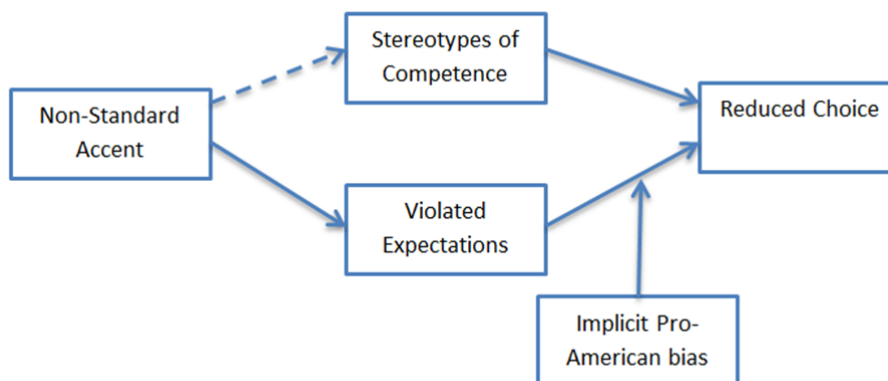 Stereotypes of
Competence
Non-Standard
Accent
Reduced Choice
Violated
Expectations
Implicit Pro-
American bias